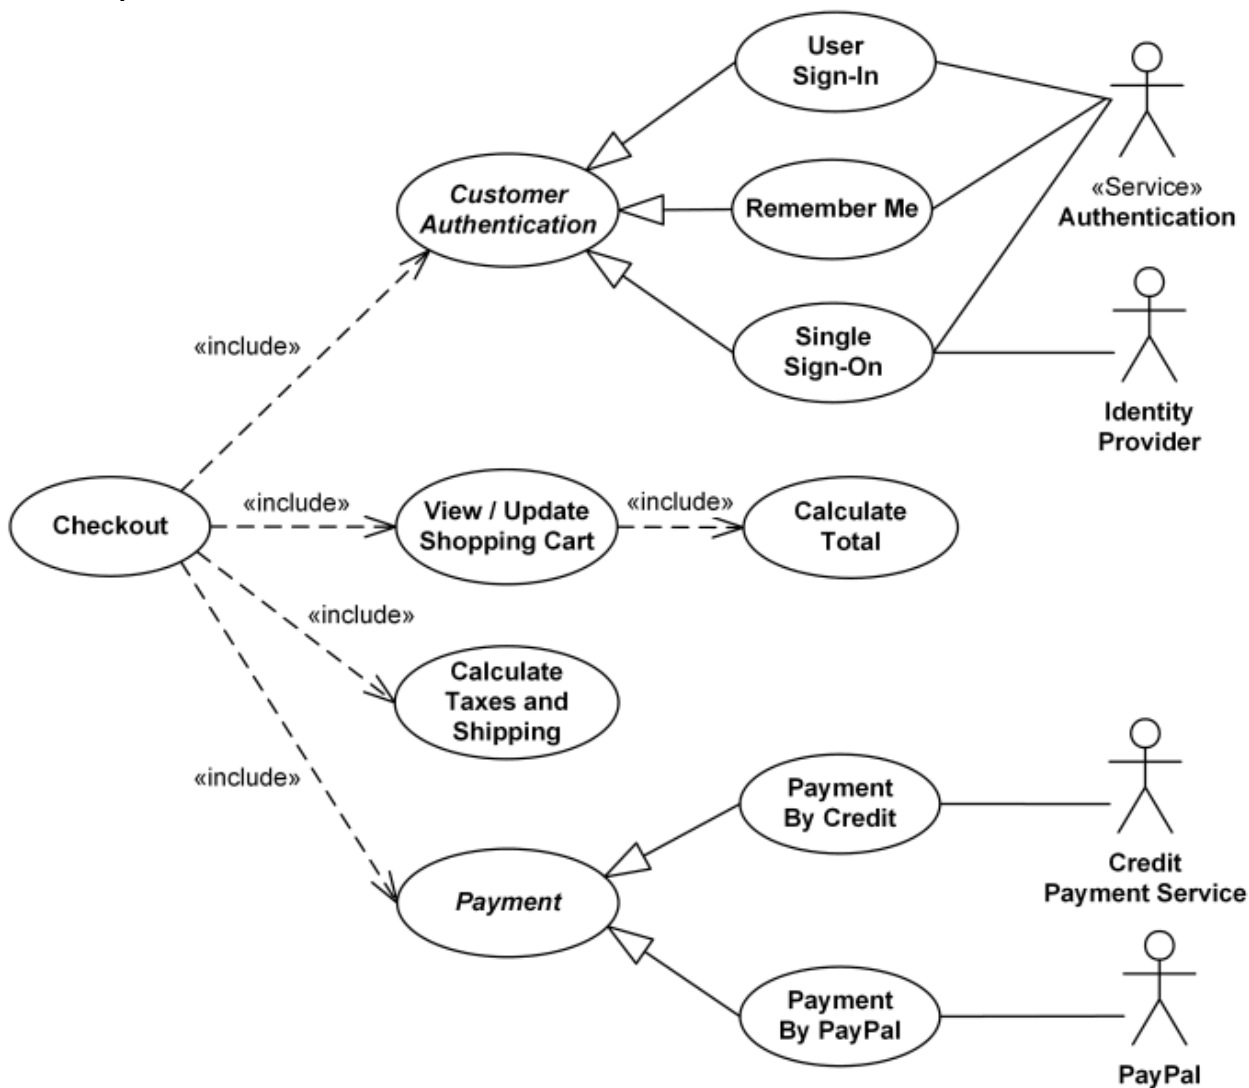 User
Sign-In
Customer
Authentication
Remember Me
«Service»
Authentication
Single
Sign-On
«include»
Identity
Provider
Checkout
«include»
View / Update
Shopping Cart
«include»
Calculate
Total
«include»
Calculate
Taxes and
Shipping
«include»
Payment
By Credit
Credit
Payment Service
Payment
Payment
By PayPal
PayPal